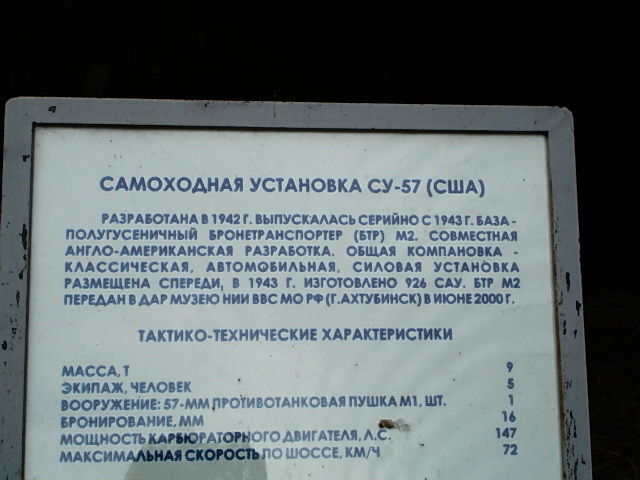 САМОХОДНАЯ УСТАНОВКА СУ-57 (США)
РАЗРАБОТАНА В 1942 Г. ВЫПУСКАЛАСЬ СЕРИЙНО С 1943 Г. БАЗА-
ПОЛУГУСЕНИЧНЫЙ БРОНЕТРАНСПОРТЕР (БТР) М2. СОВМЕСТНАЯ
АНГЛО-АМЕРИКАНСКАЯ РАЗРАБОТКА. ОБЩАЯ КОМПАНОВКА -
КЛАССИЧЕСКАЯ, АВТОМОБИЛЬНАЯ, СИЛОВАЯ УСТАНОВКА
РАЗМЕЩЕНА СПЕРЕДИ, В 1943 Г. ИЗГОТОВЛЕНО 926 САУ. БТР М2
ПЕРЕДАН В ДАР МУЗЕЮ НИИ ВВС МО РФ (Г.АХТУБИНСК) В ИЮНЕ 2000 Г.
ТАКТИКО-ТЕХНИЧЕСКИЕ ХАРАКТЕРИСТИКИ
МАССА, Т 9
ЭКИПАЖ, ЧЕЛОВЕК 5
ВООРУЖЕНИЕ: 57-ММ ПРОТИВОТАНКОВАЯ ПУШКА М1, ШТ. 1
БРОНИРОВАНИЕ, ММ 16
МОЩНОСТЬ КАРБЮРАТОРНОГО ДВИГАТЕЛЯ, Л.С. 147
МАКСИМАЛЬНАЯ СКОРОСТЬ ПО ШОССЕ, КМ/Ч 72